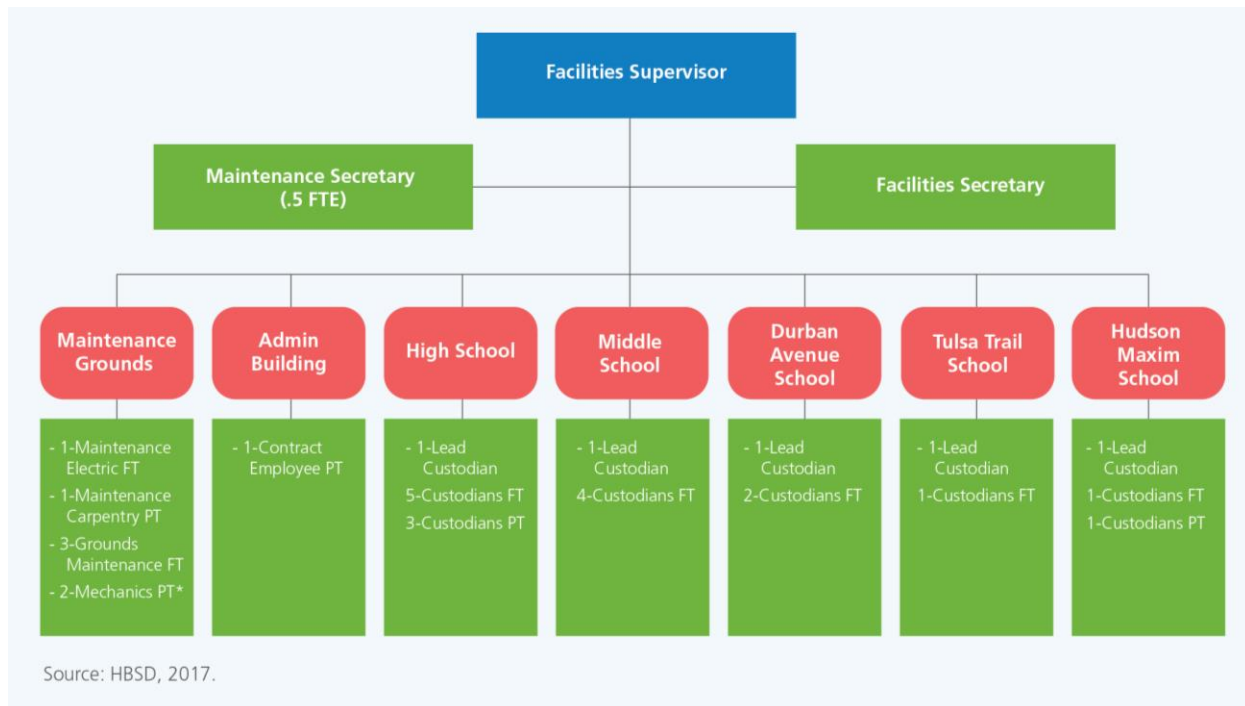 Facilities Supervisor
Maintenance Secretary
(.5 FTE)
Facilities Secretary
Maintenance
Grounds
Admin
Building
High School
Middle
School
Durban
Avenue
School
Tulsa Trail
School
Hudson
Maxim
School
- 1-Maintenance
Electric FT
- 1-Maintenance
Carpentry PT
- 3-Grounds
Maintenance FT
- 2-Mechanics PT*
- 1-Contract
Employee PT
- 1-Lead
Custodian
5-Custodians FT
3-Custodians PT
- 1-Lead
Custodian
4-Custodians FT
- 1-Lead
Custodian
2-Custodians FT
- 1-Lead
Custodian
1-Custodians FT
- 1-Lead
Custodian
1-Custodians FT
1-Custodians PT
Source: HBSD, 2017.